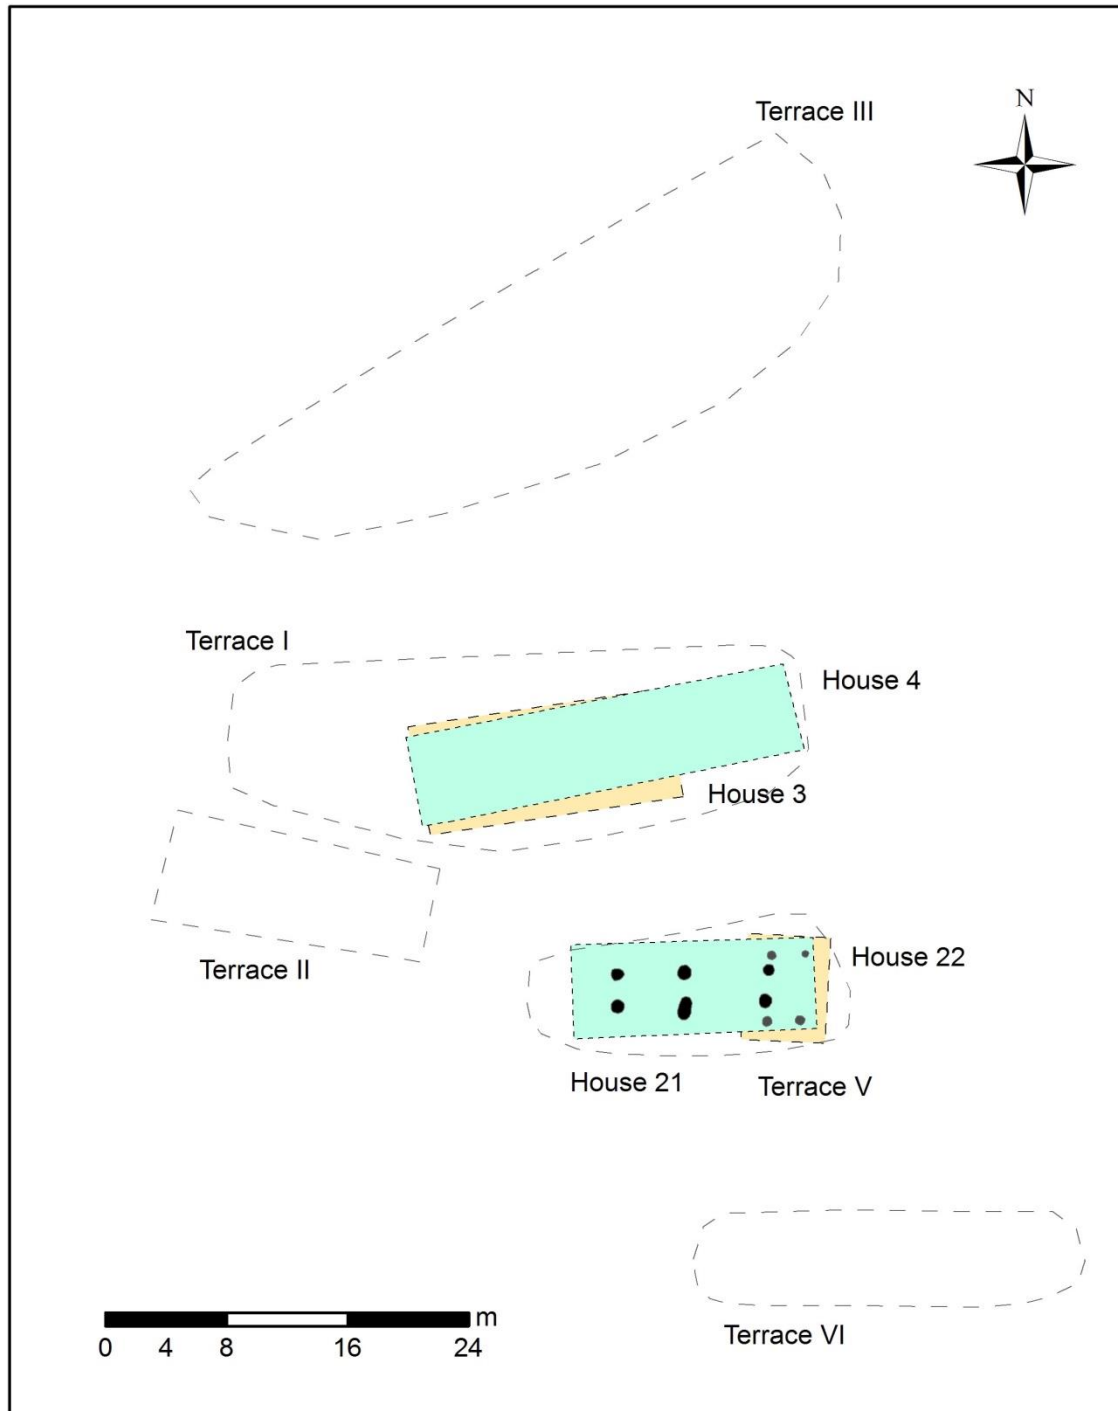 Terrace III
N
Terrace I
House 4
House 3
Terrace II
House 22
House 21
Terrace V
m
0 4 8 16 24
Terrace VI